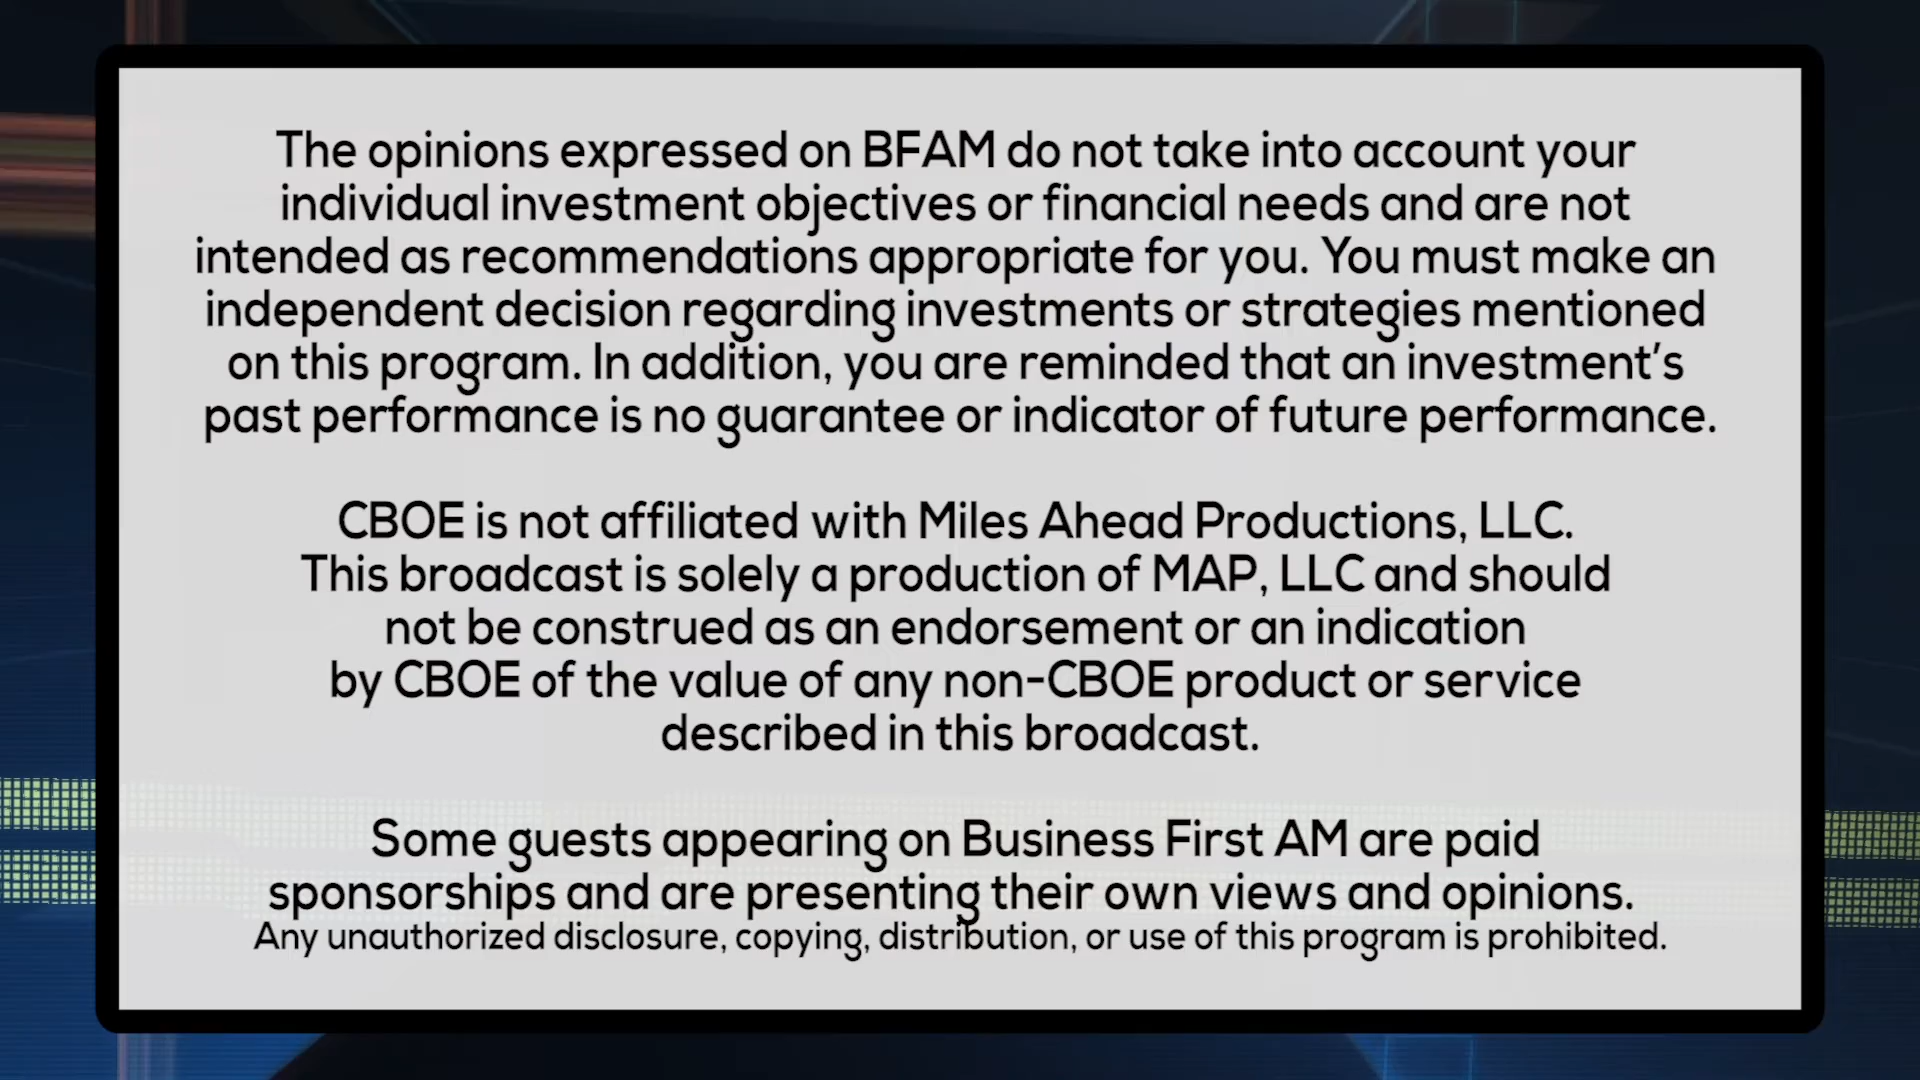 The opinions expressed on BFAM do not take into account your
individual investment objectives or financial needs and are not
intended as recommendations appropriate for you. You must make an
independent decision regarding investments or strategies mentioned
on this program. In addition, you are reminded that an investment’s
past performance is no guarantee or indicator of future performance.
CBOE is not affiliated with Miles Ahead Productions, LLC.
This broadcast is solely a production of MAP, LLC and should
not be construed as an endorsement or an indication
by CBOE of the value of any non-CBOE product or service
described in this broadcast.
Some guests appearing on Business First AM are paid
sponsorships and are presenting their own views and opinions.
Any unauthorized disclosure, copying, distribution, or use of this program is prohibited.